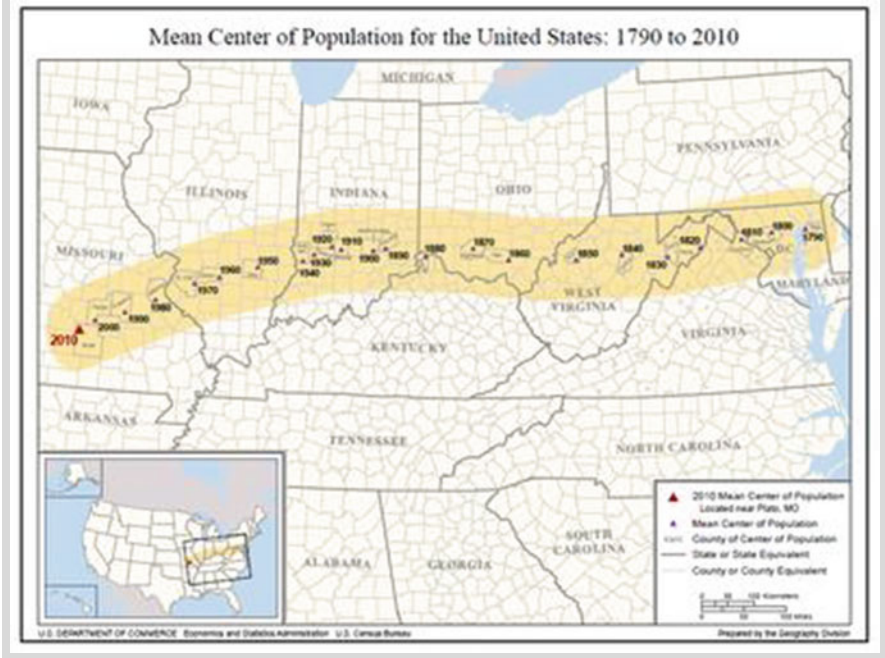 Mean Center of Population for the United States: 1790 to 2010
MICHIGAN
IOWA
PENNSYLVANIA
ILLINOIS
INDIANA
OHIO
MISSOURI
1920
1910
1880
1870
1820
1810
1800
1790
1960
1950
1930
1900
1890
1860
1850
1840
1830
D.C.
1940
1970
MARYLAND
WEST
VIRGINIA
1980
1990
2000
2010
VIRGINIA
KENTUCKY
ARKANSAS
TENNESSEE
NORTH CAROLINA
SOUTH
CAROLINA
ALABAMA
GEORGIA
2010 Mean Center of Population
Located near Plato, MO
Mean Center of Population
County of Center of Population
State or State Equivalent
County or County Equivalent
U.S. DEPARTMENT OF COMMERCE Economics and Statistics Administration U.S. Census Bureau
Prepared by the Geography Division